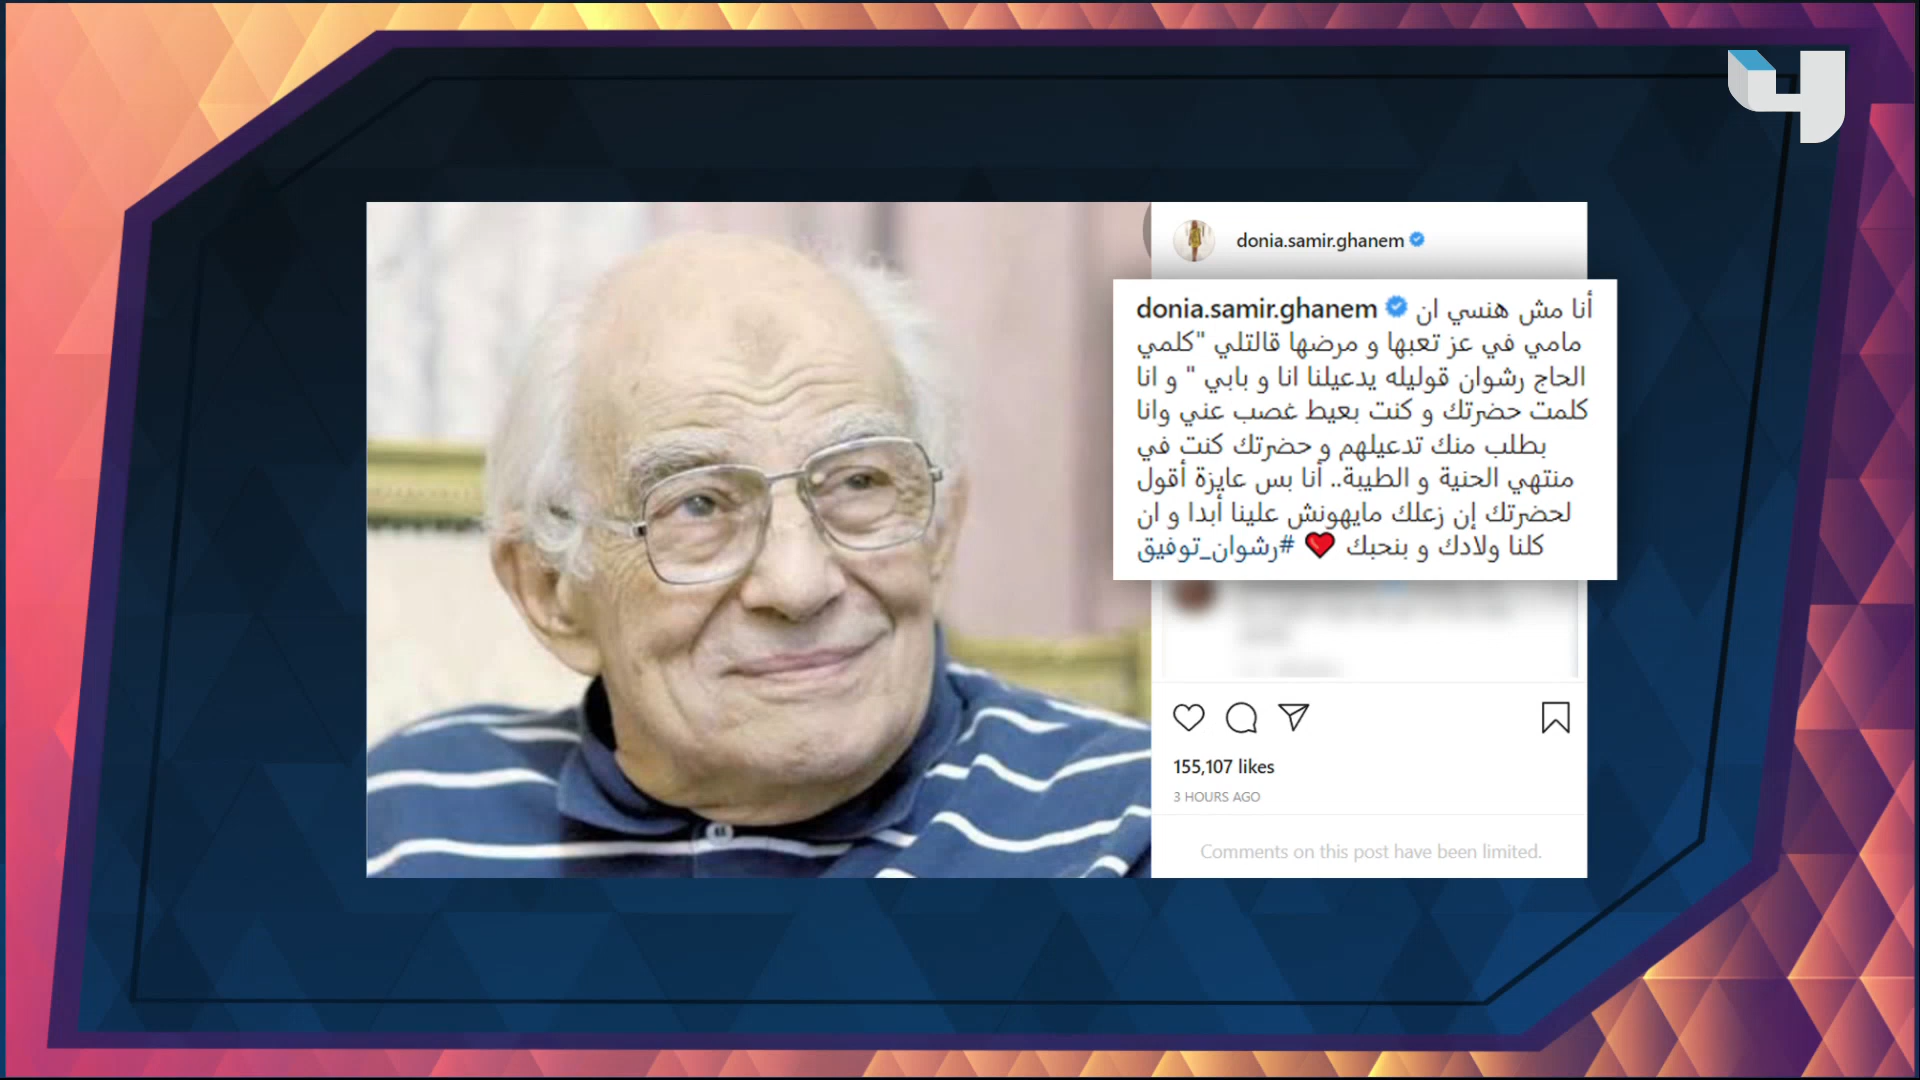 donia.samir.ghanem
donia.samir.ghanem أنا مش هنسي ان
مامي في عز تعبها و مرضها قالتلي "كلمي
الحاج رشوان قوليله يدعيلنا انا و بابي " و انا
كلمت حضرتك و كنت بعيط غصب عني وانا
بطلب منك تدعيلهم و حضرتك كنت في
منتهي الحنية و الطيبة.. أنا بس عايزة أقول
لحضرتك إن زعلك مايهونش علينا أبدا و ان
كلنا ولادك و بنحبك ❤️ #رشوان_توفيق
155,107 likes
3 HOURS AGO
Comments on this post have been limited.